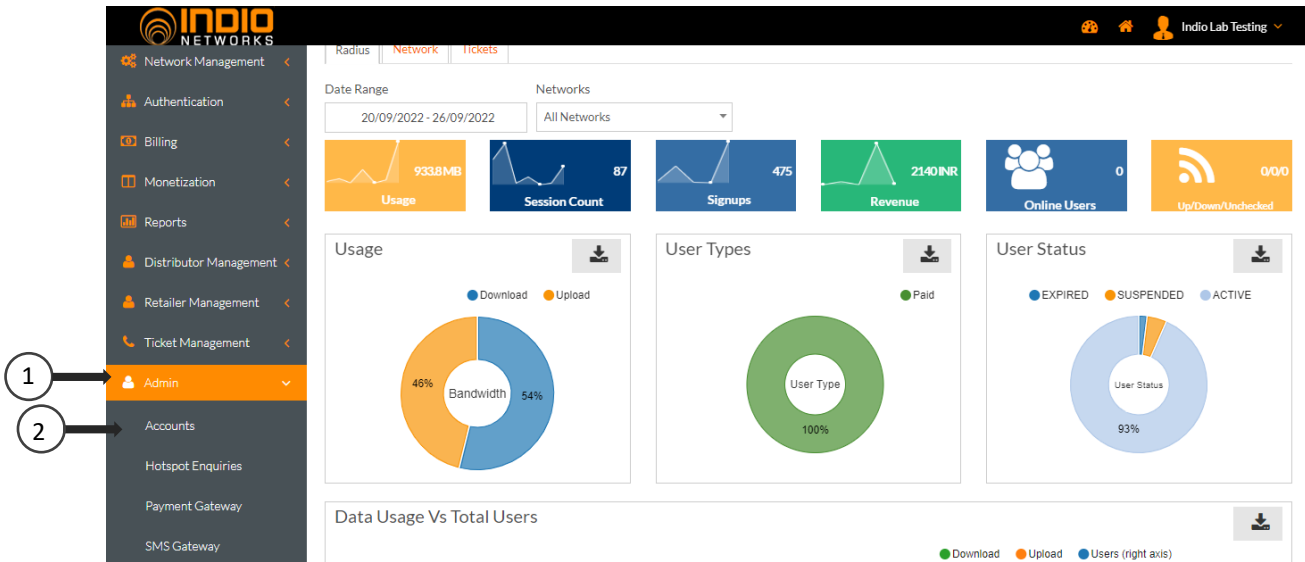 INDIO
NETWORKS
Indio Lab Testing
Network Management
Authentication
Billing
Monetization
Reports
Distributor Management
Retailer Management
Ticket Management
1
Admin
2
Accounts
Hotspot Enquiries
Payment Gateway
SMS Gateway
Radius Network Tickets
Date Range Networks
20/09/2022 - 26/09/2022 All Networks
933.8 MB
Usage
87
Session Count
475
Signups
2140 INR
Revenue
0
Online Users
0/0/0
Up/Down/Unchecked
Usage
Download Upload
46% Bandwidth 54%
User Types
Paid
User Type
100%
User Status
EXPIRED SUSPENDED ACTIVE
User Status
93%
Data Usage Vs Total Users
Download Upload Users (right axis)